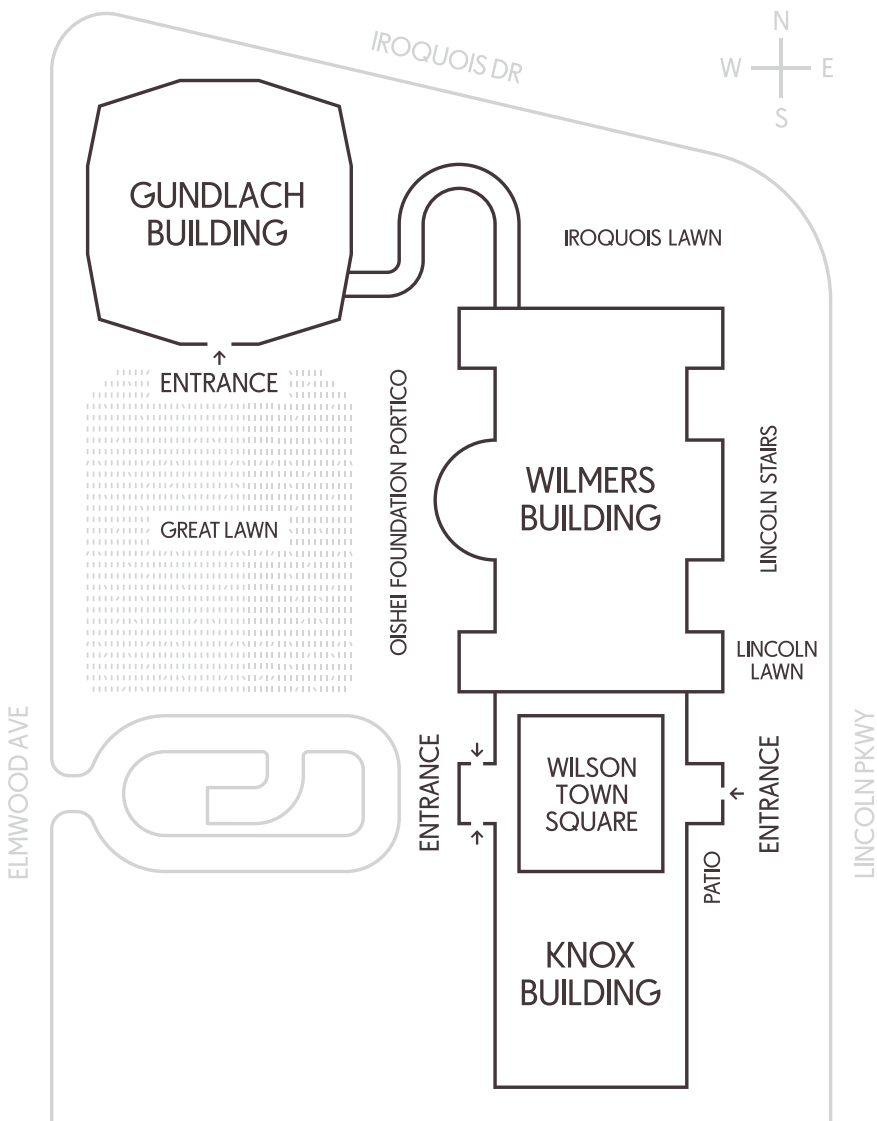 N
IROQUOIS DR
W
E
S
GUNDLACH
BUILDING
IROQUOIS LAWN
ENTRANCE
OISHEI FOUNDATION PORTICO
WILMERS
BUILDING
LINCOLN STAIRS
GREAT LAWN
LINCOLN
LAWN
ELMWOOD AVE
ENTRANCE
WILSON
TOWN
SQUARE
ENTRANCE
LINCOLN PKWY
PATIO
KNOX
BUILDING